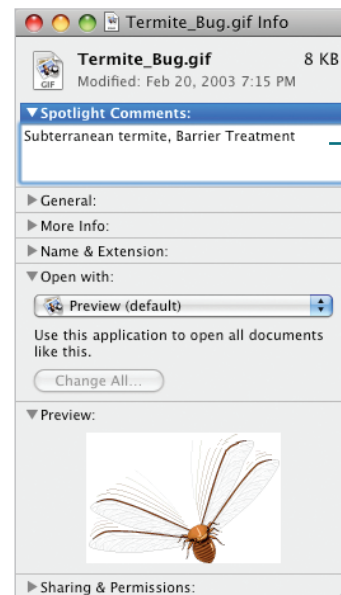 Termite_Bug.gif Info
Termite_Bug.gif 8 KB
Modified: Feb 20, 2003 7:15 PM
GIF
Spotlight Comments:
Subterranean termite, Barrier Treatment
General:
More Info:
Name & Extension:
Open with:
Preview (default)
Use this application to open all documents
like this.
Change All...
Preview:
Sharing & Permissions: